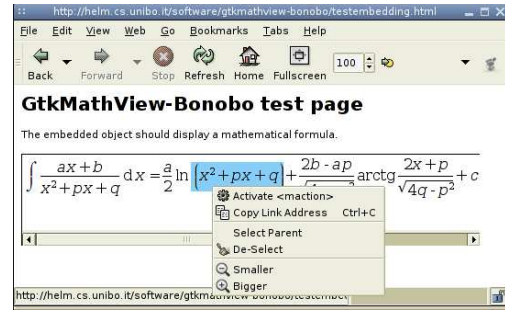 http://helm.cs.unibo.it/software/gtkmathview-bonobo/testembedding.html
File Edit View Web Go Bookmarks Tabs Help
Back Forward Stop Refresh Home Fullscreen 100
GtkMathView-Bonobo test page
The embedded object should display a mathematical formula.
∫ ax+b / x²+px+q dx = a/2 ln (x²+px+q) + 2b-ap / √ arctg 2x+p / √4q-p² + c
Activate <maction>
Copy Link Address Ctrl+C
Select Parent
De-Select
Smaller
Bigger
http://helm.cs.unibo.it/software/gtkmathview-bonobo/testembe